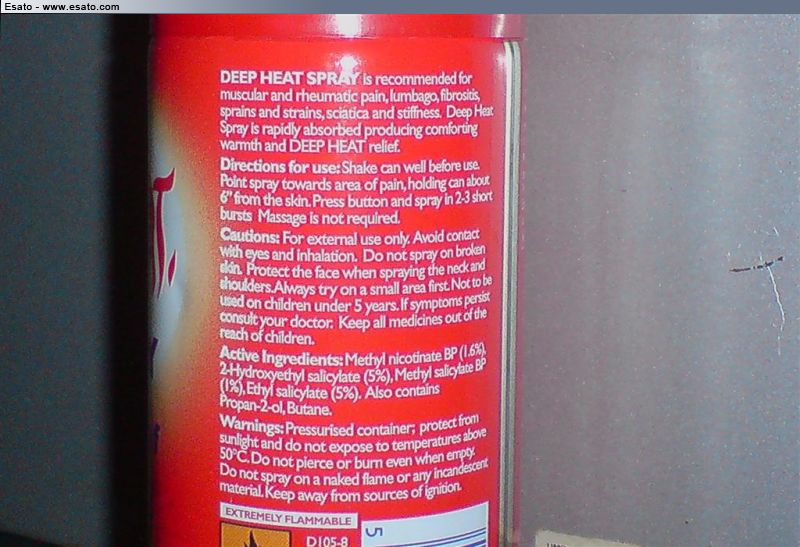 Esato - www.esato.com
DEEP HEAT SPRAY is recommended for
muscular and rheumatic pain, lumbago, fibrositis,
sprains and strains, sciatica and stiffness. Deep Heat
Spray is rapidly absorbed producing comforting
warmth and DEEP HEAT relief.
Directions for use: Shake can well before use.
Point spray towards area of pain, holding can about
6" from the skin. Press button and spray in 2-3 short
bursts Massage is not required.
Cautions: For external use only. Avoid contact
with eyes and inhalation. Do not spray on broken
skin. Protect the face when spraying the neck and
shoulders. Always try on a small area first. Not to be
used on children under 5 years. If symptoms persist
consult your doctor. Keep all medicines out of the
reach of children.
Active Ingredients: Methyl nicotinate BP (1.6%),
2-Hydroxyethyl salicylate (5%), Methyl salicylate BP
(1%), Ethyl salicylate (5%). Also contains
Propan-2-ol, Butane.
Warnings: Pressurised container; protect from
sunlight and do not expose to temperatures above
50°C. Do not pierce or burn even when empty.
Do not spray on a naked flame or any incandescent
material. Keep away from sources of ignition.
EXTREMELY FLAMMABLE
D105-8
5